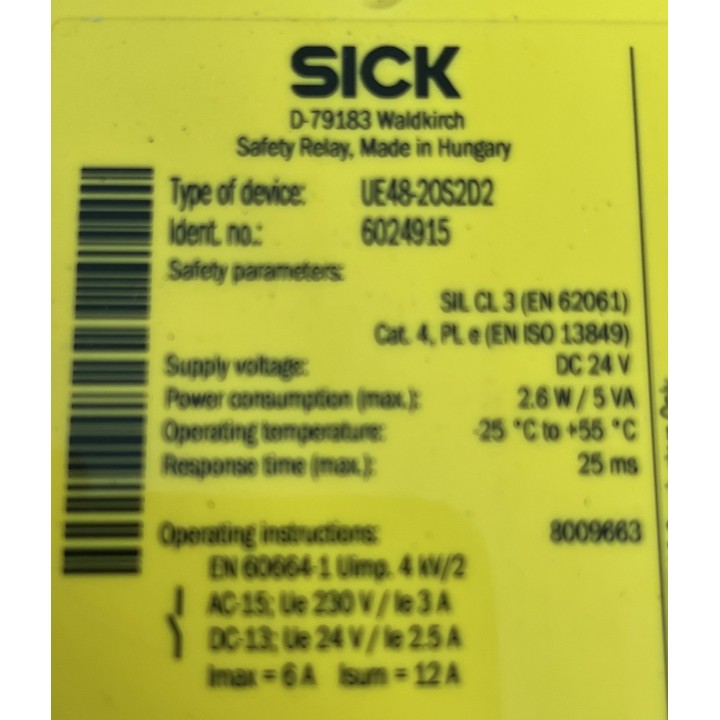 SICK
D-79183 Waldkirch
Safety Relay, Made in Hungary
Type of device: UE48-20S2D2
Ident. no.: 6024915
Safety parameters:
SIL CL 3 (EN 62061)
Cat. 4, PL e (EN ISO 13849)
Supply voltage: DC 24 V
Power consumption (max.): 2.6 W / 5 VA
Operating temperature: -25 °C to +55 °C
Response time (max.): 25 ms
Operating instructions: 8009663
EN 60664-1 Uimp. 4 kV/2
AC-15; Ue 230 V / Ie 3 A
DC-13; Ue 24 V / Ie 2.5 A
Imax = 6 A Isum = 12 A